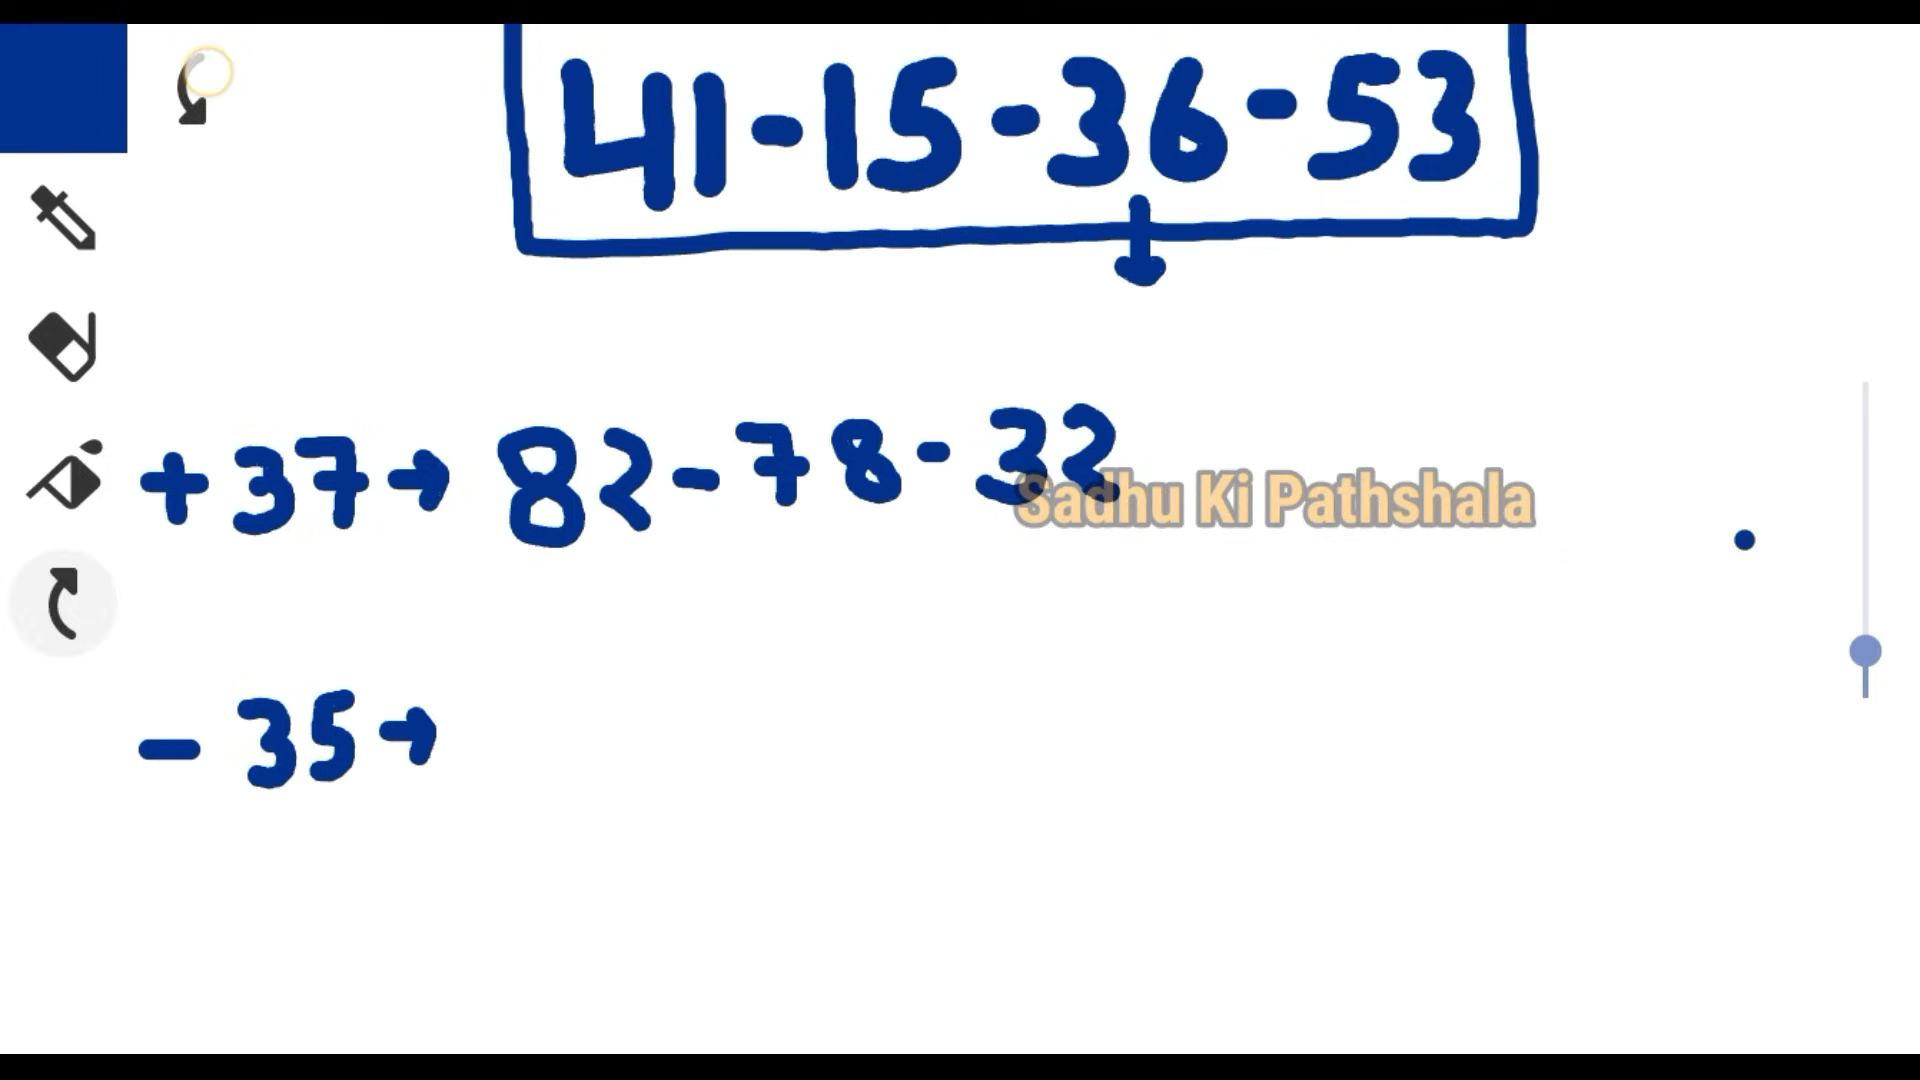 41-15-36-53
+37→ 82-78-32
Sadhu Ki Pathshala
- 35→